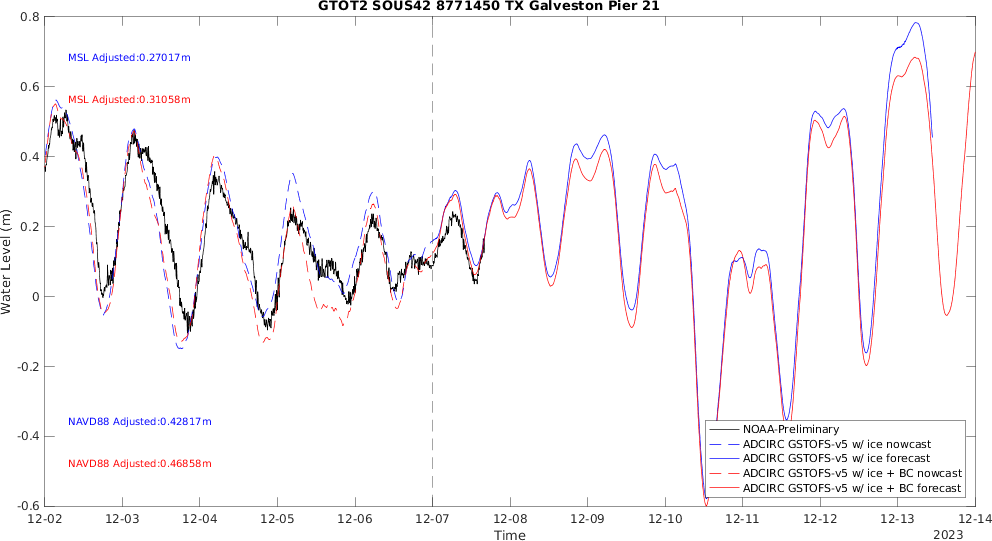 GTOT2 SOUS42 8771450 TX Galveston Pier 21
0.8
0.6
0.4
0.2
0
-0.2
-0.4
-0.6
Water Level (m)
MSL Adjusted:0.27017m
MSL Adjusted:0.31058m
NAVD88 Adjusted:0.42817m
NAVD88 Adjusted:0.46858m
NOAA-Preliminary
ADCIRC GSTOFS-v5 w/ ice nowcast
ADCIRC GSTOFS-v5 w/ ice forecast
ADCIRC GSTOFS-v5 w/ ice + BC nowcast
ADCIRC GSTOFS-v5 w/ ice + BC forecast
12-02 12-03 12-04 12-05 12-06 12-07 12-08 12-09 12-10 12-11 12-12 12-13 12-14
Time
2023